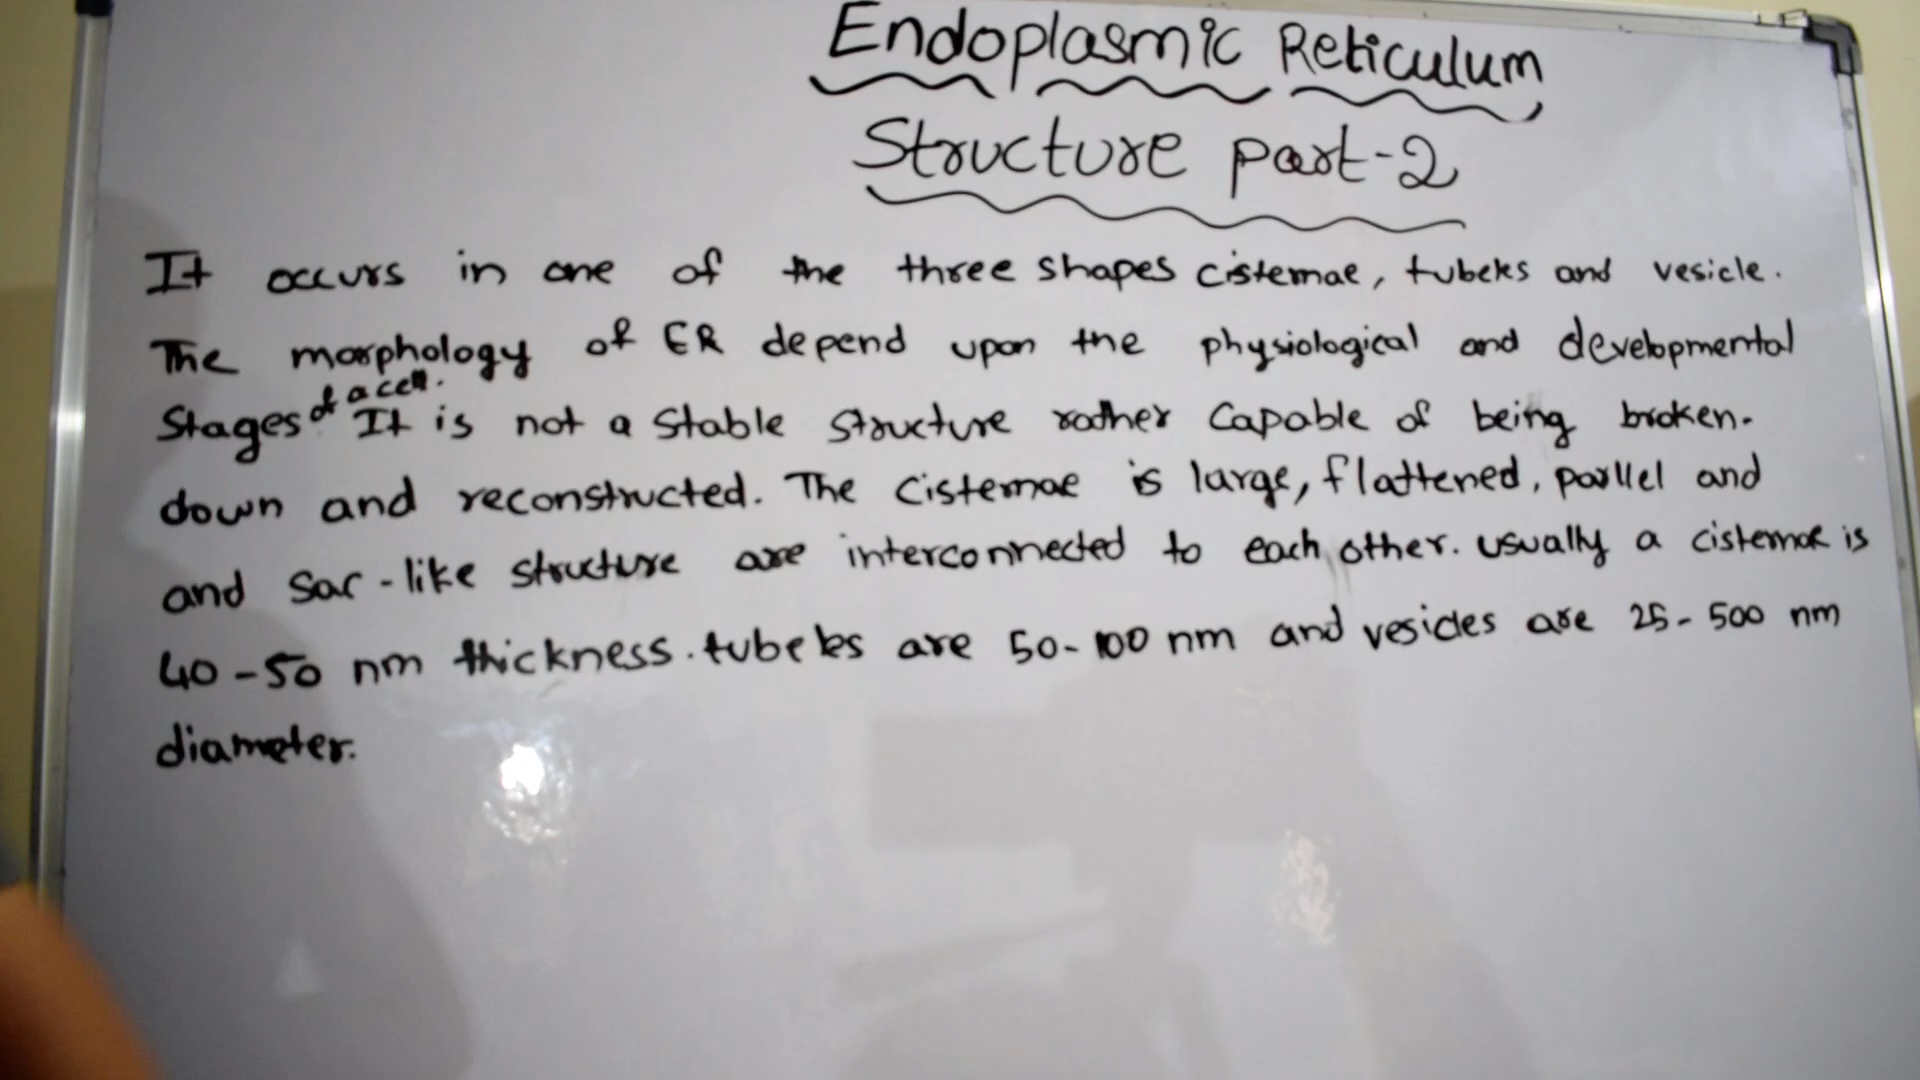 Endoplasmic Reticulum
Structure part-2
It occurs in one of the three shapes cisternae, tubeles and vesicle.
The morphology of ER depend upon the physiological and developmental
Stages of a cell. It is not a stable structure rather capable of being broken-
down and reconstructed. The cisternae is large, flattened, parllel and
and sac-like structure are interconnected to each other. usually a cisternae is
40-50 nm thickness. tubeles are 50-100 nm and vesicles are 25-500 nm
diameter.